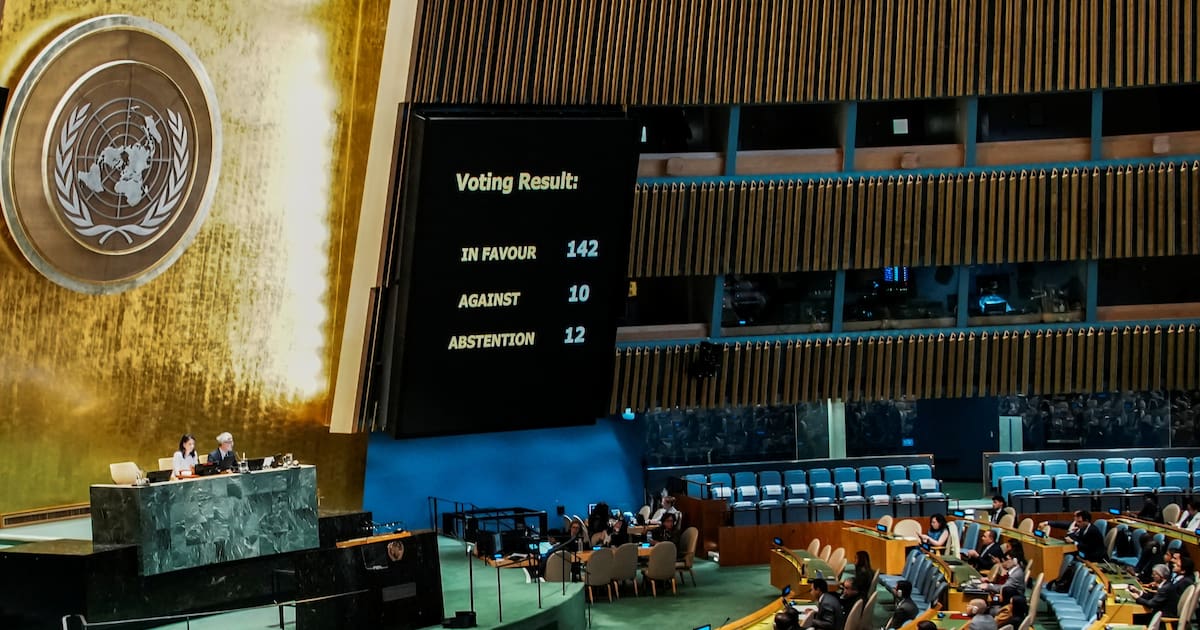 Voting Result:
IN FAVOUR 142
AGAINST 10
ABSTENTION 12